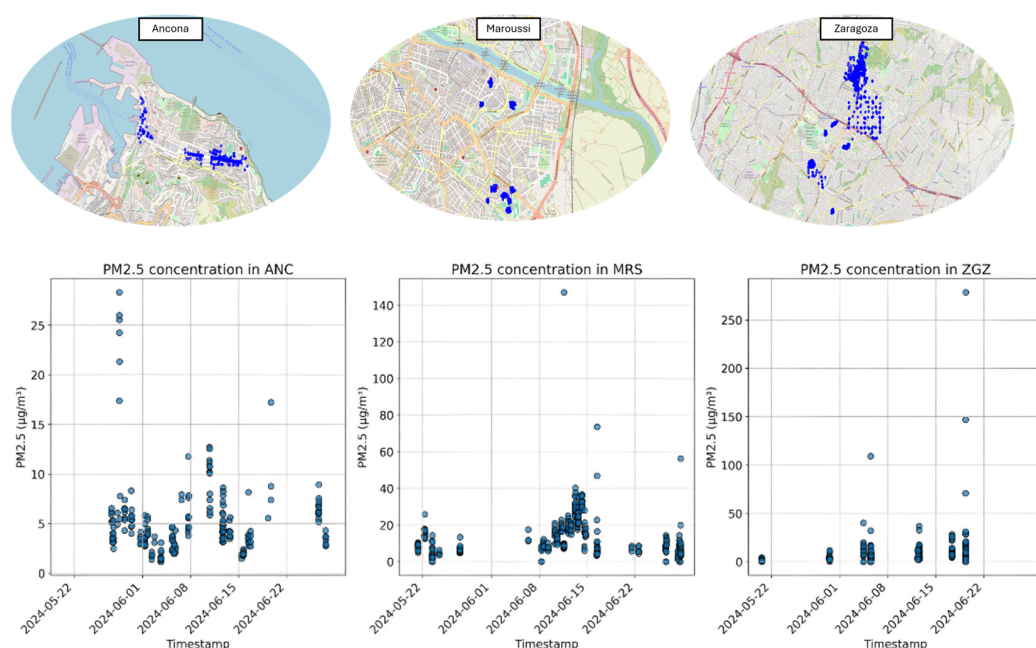 Ancona
Maroussi
Zaragoza
PM2.5 concentration in ANC
PM2.5 (μg/m³)
25
20
15
10
5
0
2024-05-22
2024-06-01
2024-06-08
2024-06-15
2024-06-22
Timestamp
PM2.5 concentration in MRS
PM2.5 (μg/m³)
140
120
100
80
60
40
20
0
2024-05-22
2024-06-01
2024-06-08
2024-06-15
2024-06-22
Timestamp
PM2.5 concentration in ZGZ
PM2.5 (μg/m³)
250
200
150
100
50
0
2024-05-22
2024-06-01
2024-06-08
2024-06-15
2024-06-22
Timestamp